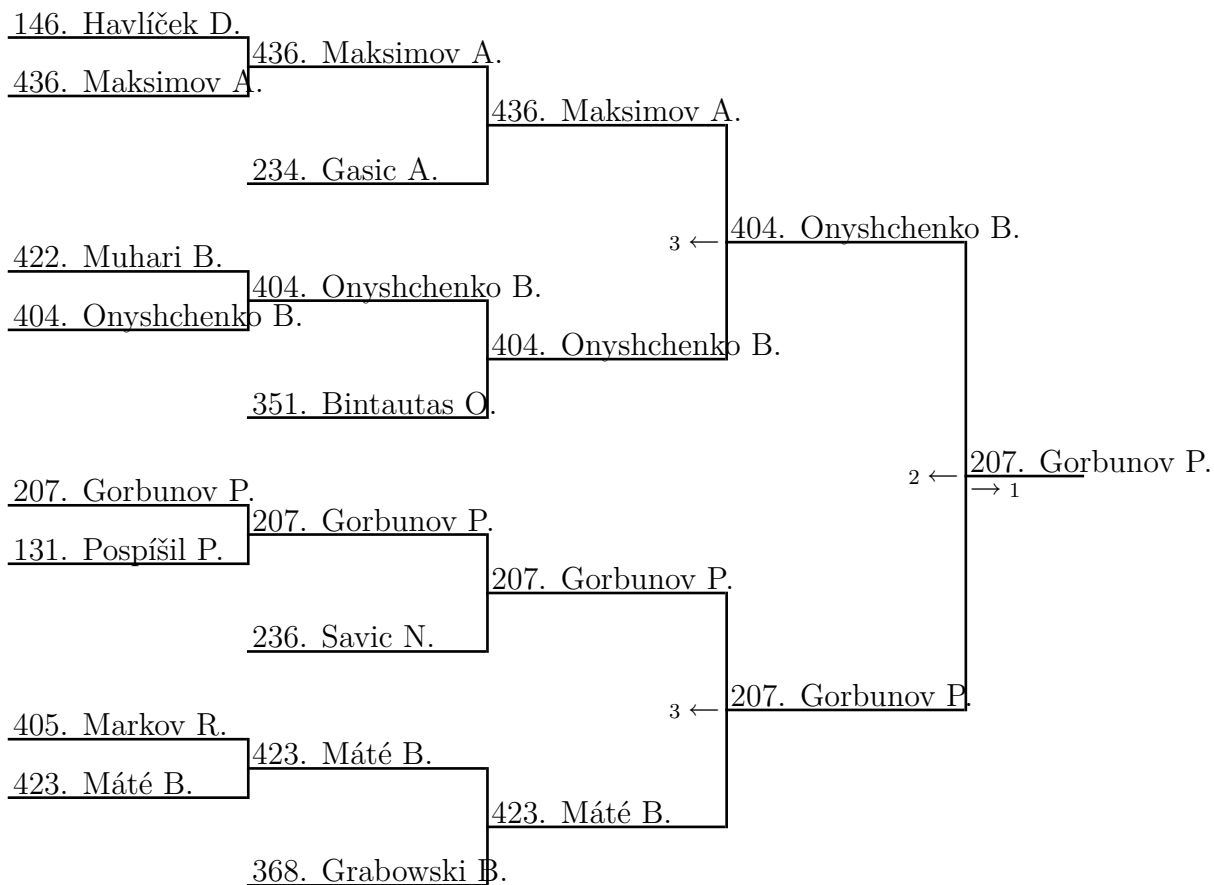 146. Havlíček D.
436. Maksimov A.
436. Maksimov A.
436. Maksimov A.
234. Gasic A.
3 ← 404. Onyshchenko B.
422. Muhari B.
404. Onyshchenko B.
404. Onyshchenko B.
404. Onyshchenko B.
351. Bintautas O.
2 ← 207. Gorbunov P.
→ 1
207. Gorbunov P.
207. Gorbunov P.
131. Pospíšil P.
207. Gorbunov P.
236. Savic N.
3 ← 207. Gorbunov P.
405. Markov R.
423. Máté B.
423. Máté B.
423. Máté B.
368. Grabowski B.